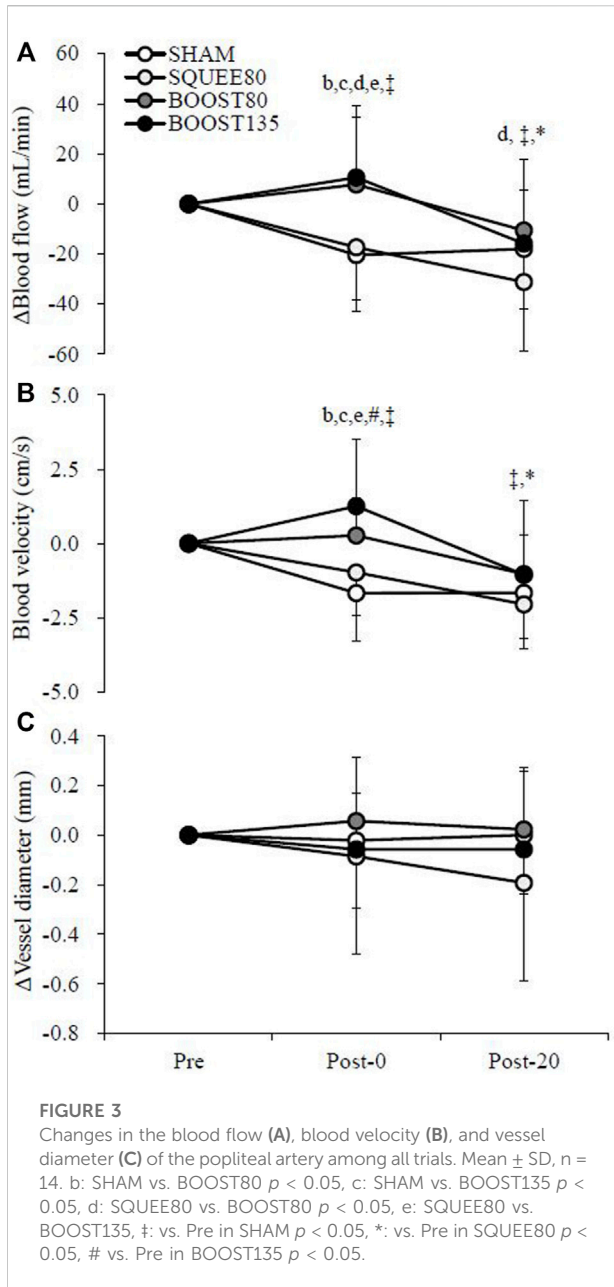 A
SHAM
SQUEE80
BOOST80
BOOST135
b,c,d,e,‡
d, ‡,*
ΔBlood flow (mL/min)
60
40
20
0
-20
-40
-60
B
b,c,e,#,‡
‡,*
Blood velocity (cm/s)
5.0
2.5
0.0
-2.5
-5.0
C
ΔVessel diameter (mm)
0.4
0.2
0.0
-0.2
-0.4
-0.6
-0.8
Pre
Post-0
Post-20
FIGURE 3
Changes in the blood flow (A), blood velocity (B), and vessel
diameter (C) of the popliteal artery among all trials. Mean ± SD, n =
14. b: SHAM vs. BOOST80 p < 0.05, c: SHAM vs. BOOST135 p <
0.05, d: SQUEE80 vs. BOOST80 p < 0.05, e: SQUEE80 vs.
BOOST135, ‡: vs. Pre in SHAM p < 0.05, *: vs. Pre in SQUEE80 p <
0.05, # vs. Pre in BOOST135 p < 0.05.